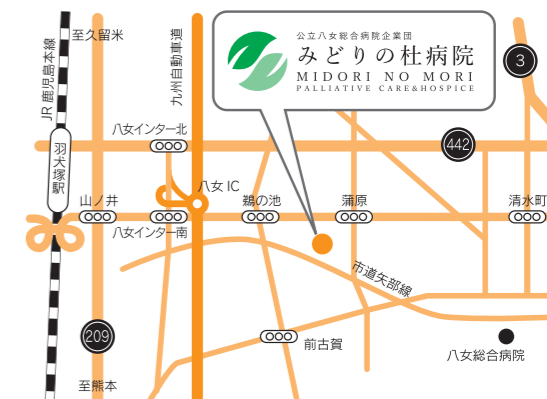 至久留米
JR鹿児島本線
九州自動車道
公立八女総合病院企業団
みどりの杜病院
MIDORI NO MORI
PALLIATIVE CARE&HOSPICE
3
八女インター北
442
羽犬塚駅
八女IC
山ノ井
鵜の池
蒲原
清水町
八女インター南
市道矢部線
209
前古賀
八女総合病院
至熊本